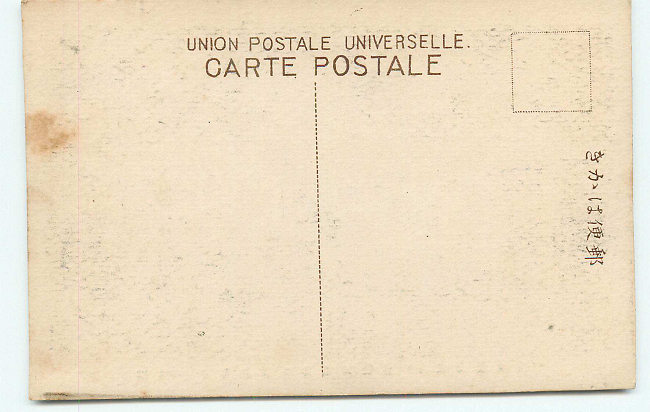 UNION POSTALE UNIVERSELLE.
CARTE POSTALE
郵便はかき